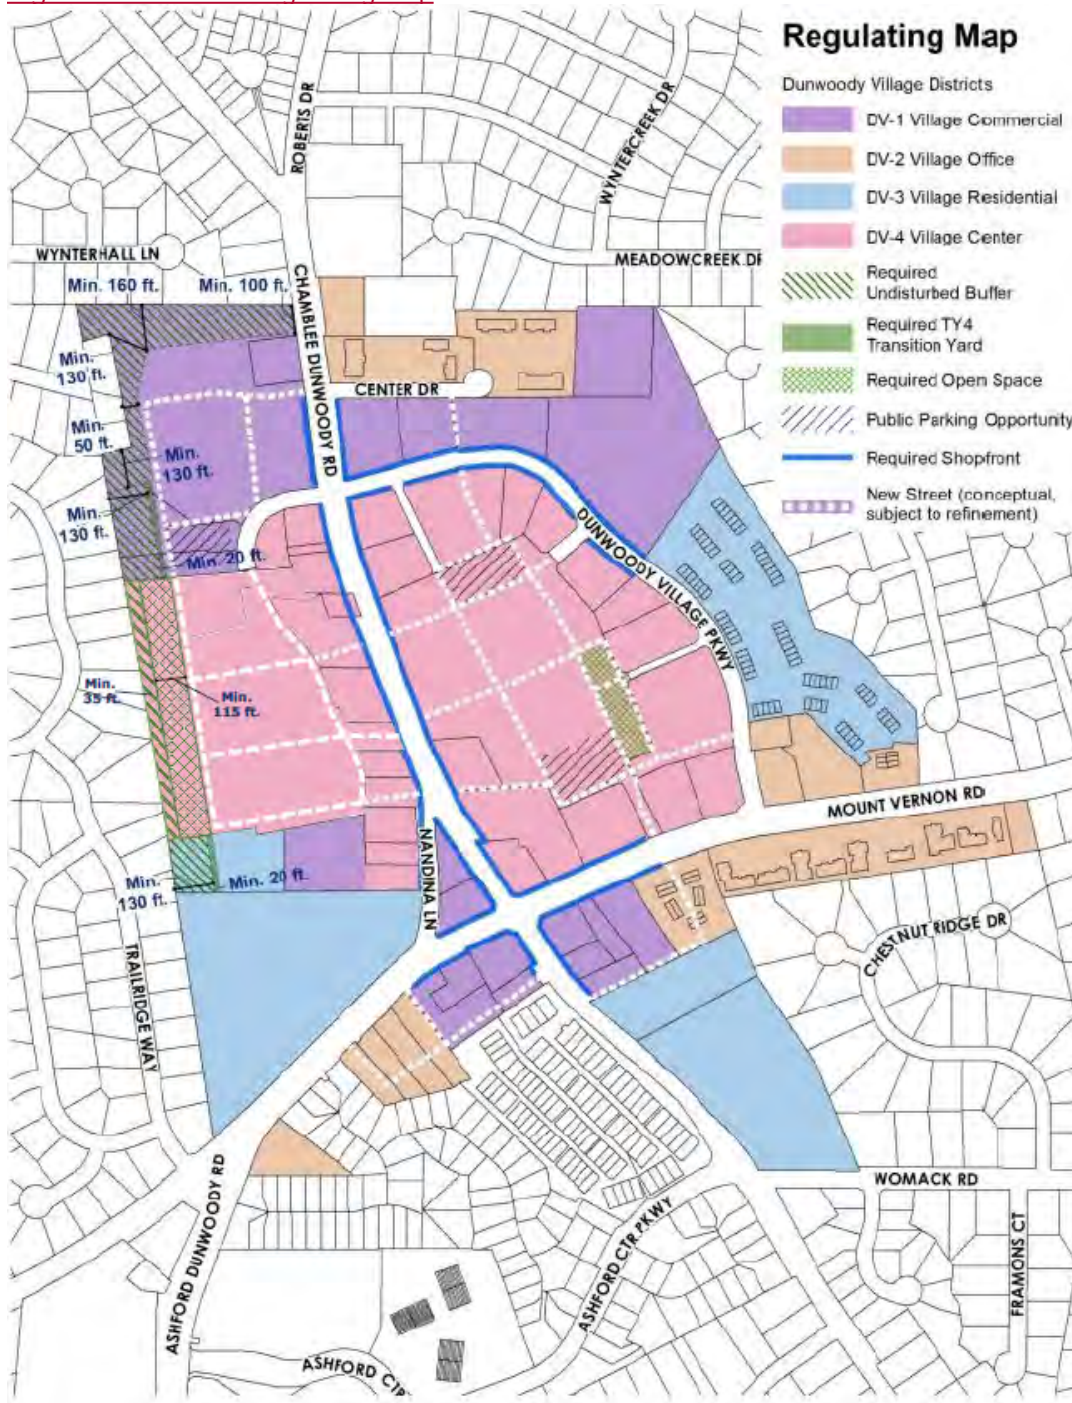 Regulating Map
Dunwoody Village Districts
DV-1 Village Commercial
DV-2 Village Office
DV-3 Village Residential
DV-4 Village Center
Required
Undisturbed Buffer
Required TY4
Transition Yard
Required Open Space
Public Parking Opportunity
Required Shopfront
New Street (conceptual,
subject to refinement)
ROBERTS DR
WYNTERCREEK DR
WYNTERHALL LN
MEADOWCREEK DR
Min. 160 ft.
Min. 100 ft.
CHAMBLEE DUNWOODY RD
Min.
130 ft.
CENTER DR
Min.
50 ft.
Min.
130 ft.
Min.
130 ft.
Min. 20 ft.
DUNWOODY VILLAGE PKWY
Min.
35 ft.
Min.
115 ft.
MOUNT VERNON RD
NANDINA LN
Min.
130 ft.
Min. 20 ft.
TRAILRIDGE WAY
CHESTNUT RIDGE DR
WOMACK RD
ASHFORD DUNWOODY RD
ASHFORD CTR PKWY
FRAMONS CT
ASHFORD CTR